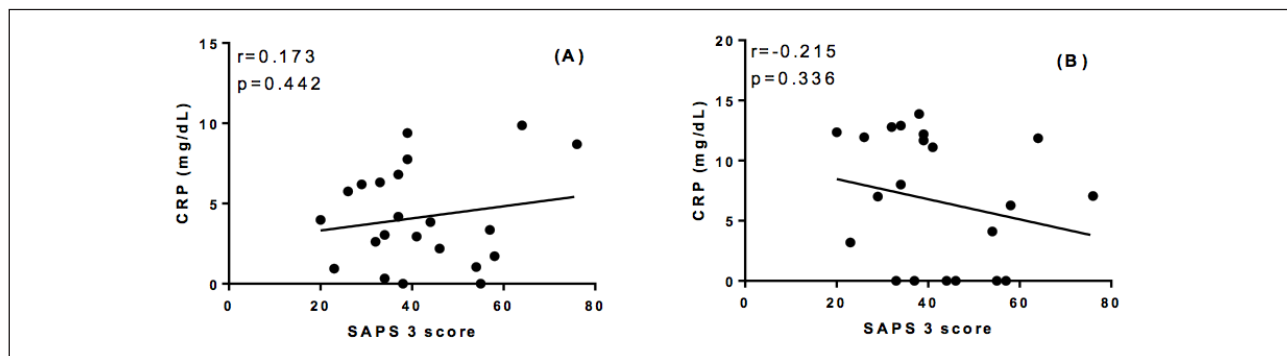 r=0.173
p=0.442
(A)
15
10
5
0
CRP (mg/dL)
0 20 40 60 80
SAPS 3 score
r=-0.215
p=0.336
(B)
20
15
10
5
0
CRP (mg/dL)
0 20 40 60 80
SAPS 3 score